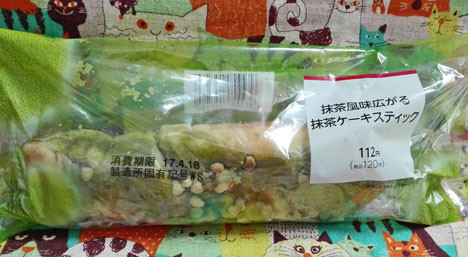 抹茶風味広がる
抹茶ケーキスティック
112円
(税込120円)
消費期限 17.4.18
製造所固有記号WS